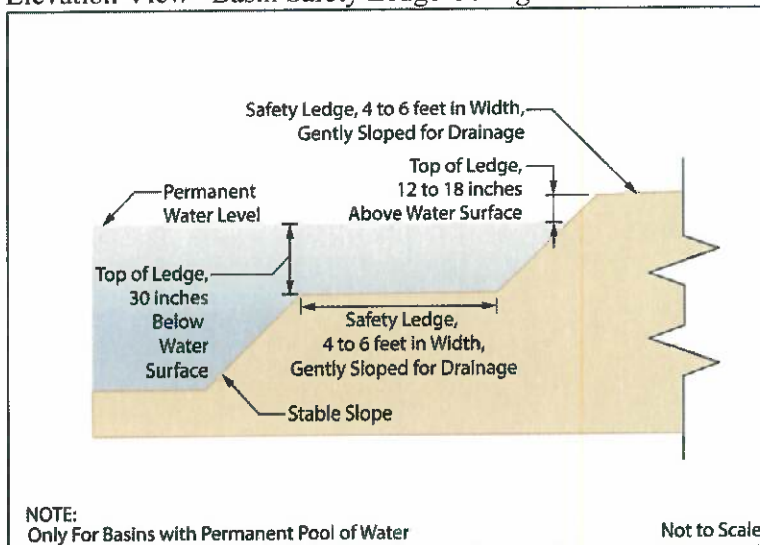 Elevation View - Basin Safety Ledge
Safety Ledge, 4 to 6 feet in Width,
Gently Sloped for Drainage
Top of Ledge,
12 to 18 inches
Above Water Surface
Permanent
Water Level
Top of Ledge,
30 inches
Below
Water
Surface
Safety Ledge,
4 to 6 feet in Width,
Gently Sloped for Drainage
Stable Slope
NOTE:
Only For Basins with Permanent Pool of Water
Not to Scale